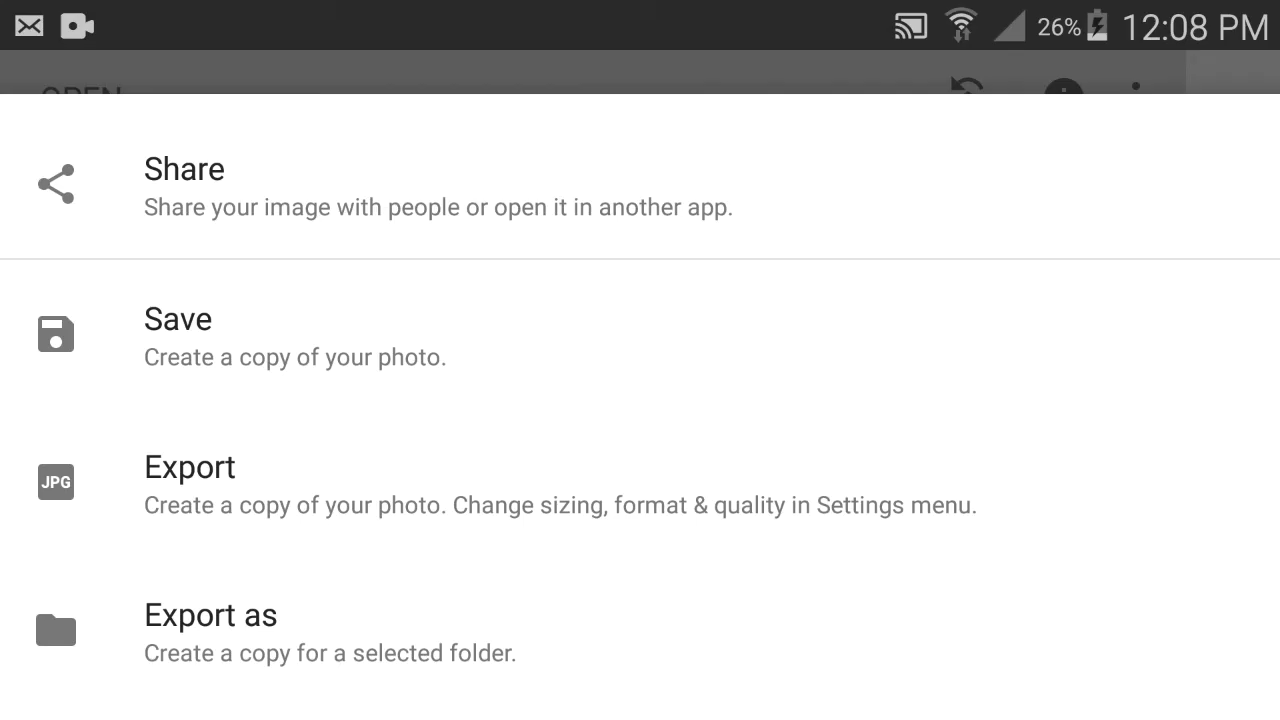 26% 12:08 PM
OPEN
Share
Share your image with people or open it in another app.
Save
Create a copy of your photo.
JPG
Export
Create a copy of your photo. Change sizing, format & quality in Settings menu.
Export as
Create a copy for a selected folder.